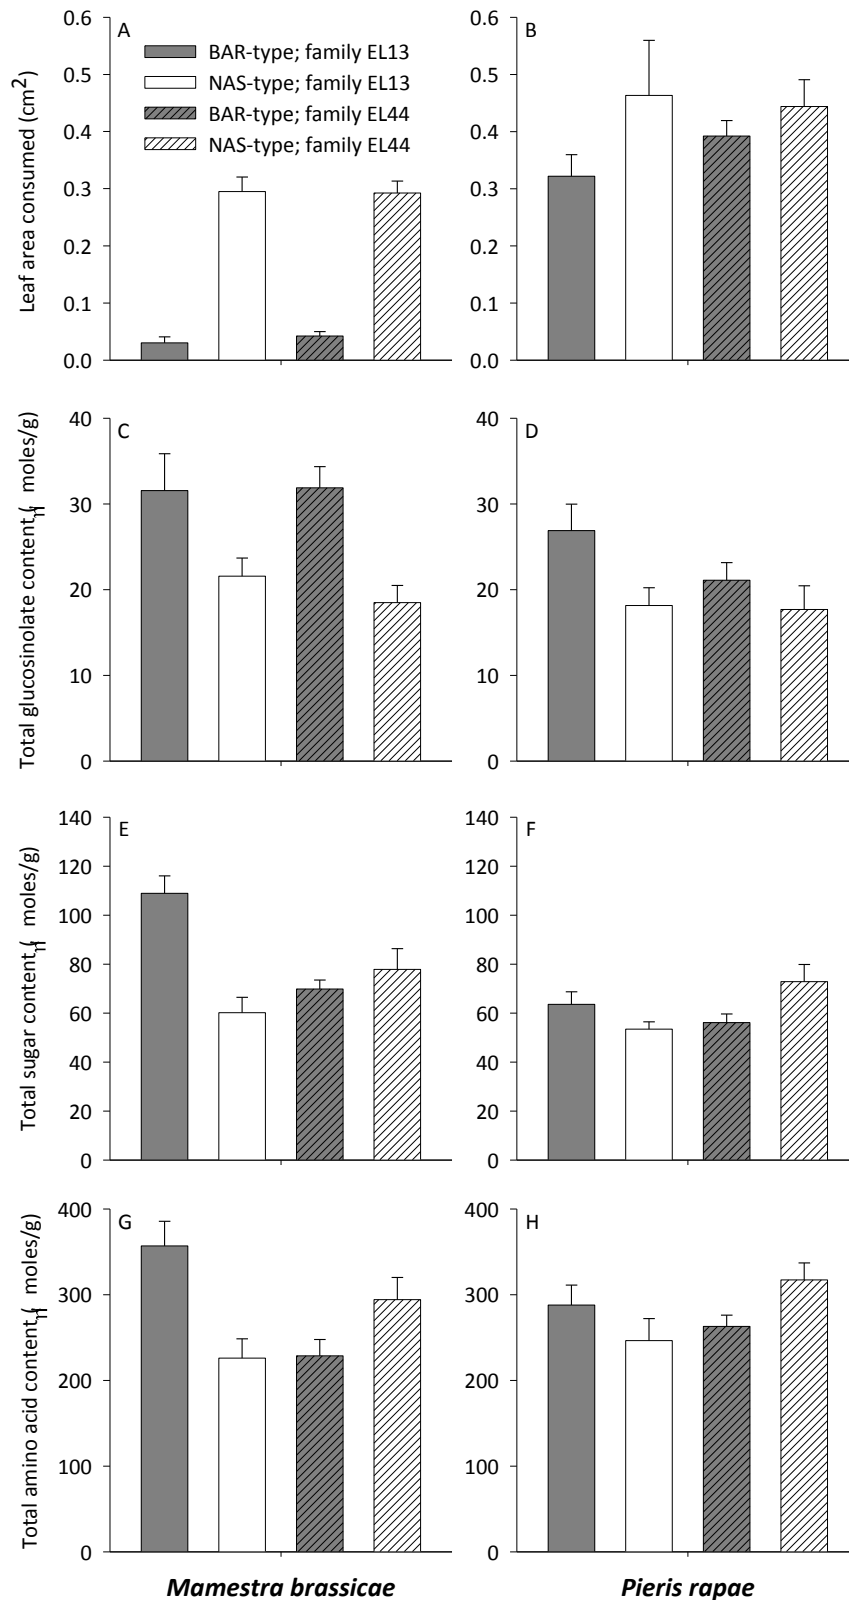 A
B
BAR-type; family EL13
NAS-type; family EL13
BAR-type; family EL44
NAS-type; family EL44
Leaf area consumed (cm2)
0.6
0.5
0.4
0.3
0.2
0.1
0.0
0.6
0.5
0.4
0.3
0.2
0.1
0.0
C
D
Total glucosinolate content (η moles/g)
40
30
20
10
0
40
30
20
10
0
E
F
Total sugar content (η moles/g)
140
120
100
80
60
40
20
0
140
120
100
80
60
40
20
0
G
H
Total amino acid content (η moles/g)
400
300
200
100
0
400
300
200
100
0
Mamestra brassicae
Pieris rapae